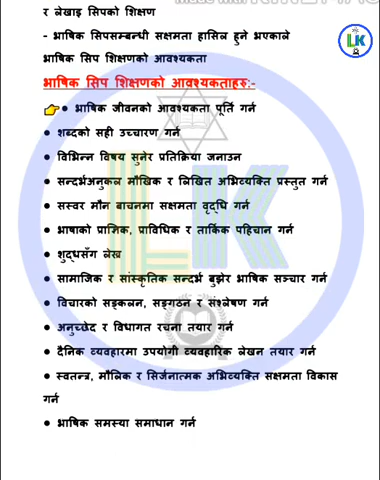 र लेखाइ सिपको शिक्षण
- भाषिक सिपसम्बन्धी सक्षमता हासिल हुने भएकाले
भाषिक सिप शिक्षणको आवश्यकता
भाषिक सिप शिक्षणको आवश्यकताहरु:-
👉● भाषिक जीवनको आवश्यकता पूर्ति गर्न
● शब्दको सही उच्चारण गर्न
● विभिन्न विषय सुनेर प्रतिक्रिया जनाउन
● सन्दर्भअनुकल मौखिक र लिखित अभिव्यक्ति प्रस्तुत गर्न
● सस्वर मौन बाचनमा सक्षमता वृद्धि गर्न
● भाषाको प्राज्ञिक, प्राविधिक र तार्किक पहिचान गर्न
● शुद्धसँग लेख्न
● सामाजिक र सांस्कृतिक सन्दर्भ बुझेर भाषिक सञ्चार गर्न
● विचारको सङ्कलन, सङ्गठन र संश्लेषण गर्न
● अनुच्छेद र विधागत रचना तयार गर्न
● दैनिक व्यवहारमा उपयोगी व्यवहारिक लेखन तयार गर्न
● स्वतन्त्र, मौलिक र सिर्जनात्मक अभिव्यक्ति सक्षमता विकास
गर्न
● भाषिक समस्या समाधान गर्न
LK